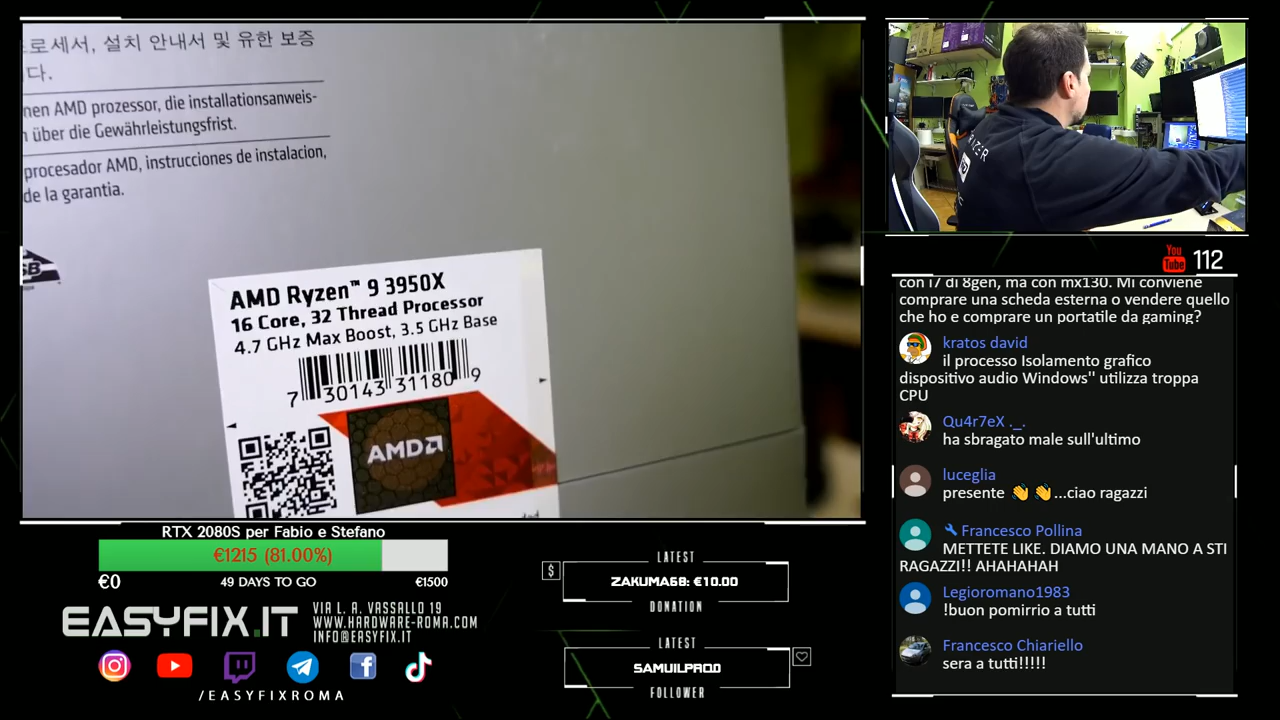 로세서, 설치 안내서 및 유한 보증
다.
nen AMD prozessor, die installationsanweis-
über die Gewährleistungsfrist.
procesador AMD, instrucciones de instalacion,
de la garantia.
AMD Ryzen™ 9 3950X
16 Core, 32 Thread Processor
4.7 GHz Max Boost, 3.5 GHz Base
7 30143 31180 9
AMD
You Tube 112
con i7 di 8gen, ma con mx130. Mi conviene
comprare una scheda esterna o vendere quello
che ho e comprare un portatile da gaming?
kratos david
il processo Isolamento grafico
dispositivo audio Windows" utilizza troppa
CPU
Qu4r7eX ._.
ha sbragato male sull'ultimo
luceglia
presente 👏 👏...ciao ragazzi
Francesco Pollina
METTETE LIKE. DIAMO UNA MANO A STI
RAGAZZI!! AHAHAHAH
Legioromano1983
!buon pomirrio a tutti
Francesco Chiariello
sera a tutti!!!!!
RTX 2080S per Fabio e Stefano
€1215 (81.00%)
€0 49 DAYS TO GO €1500
EASYFIX.IT
VIA L. A. VASSALLO 19
WWW.HARDWARE-ROMA.COM
INFO@EASYFIX.IT
/EASYFIXROMA
LATEST
$
ZAKUMA68: €10.00
DONATION
LATEST
SAMUILPRO0
FOLLOWER